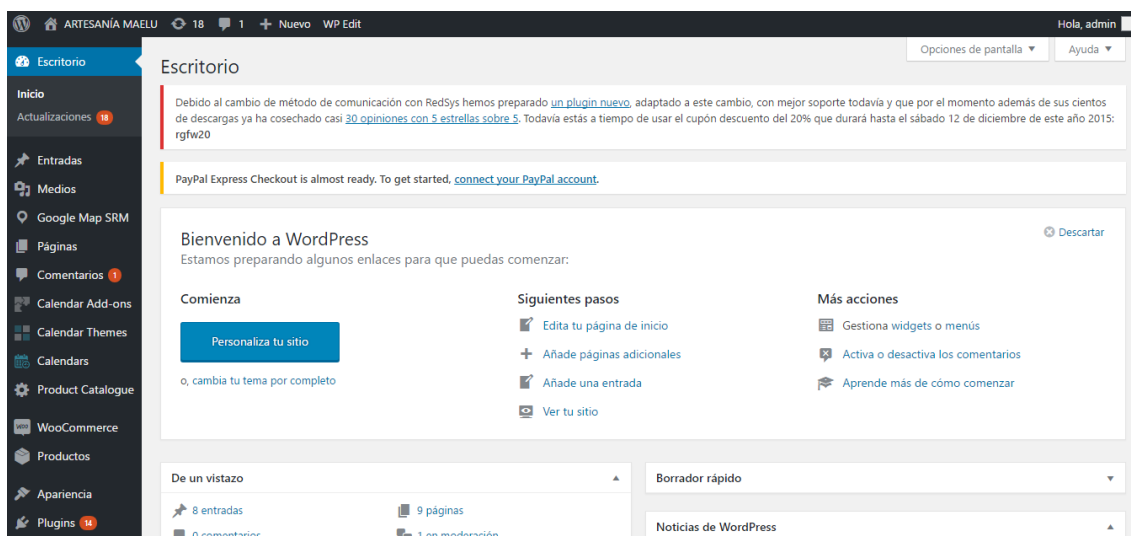 ARTESANÍA MAELU 18 1 + Nuevo WP Edit Hola, admin
Opciones de pantalla ▼ Ayuda ▼
Escritorio
Inicio
Actualizaciones 18
Entradas
Medios
Google Map SRM
Páginas
Comentarios 1
Calendar Add-ons
Calendar Themes
Calendars
Product Catalogue
WooCommerce
Productos
Apariencia
Plugins 14
Escritorio
Debido al cambio de método de comunicación con RedSys hemos preparado un plugin nuevo, adaptado a este cambio, con mejor soporte todavía y que por el momento además de sus cientos
de descargas ya ha cosechado casi 30 opiniones con 5 estrellas sobre 5. Todavía estás a tiempo de usar el cupón descuento del 20% que durará hasta el sábado 12 de diciembre de este año 2015:
rgfw20
PayPal Express Checkout is almost ready. To get started, connect your PayPal account.
Bienvenido a WordPress
Descartar
Estamos preparando algunos enlaces para que puedas comenzar:
Comienza
Personaliza tu sitio
o, cambia tu tema por completo
Siguientes pasos
Edita tu página de inicio
Añade páginas adicionales
Añade una entrada
Ver tu sitio
Más acciones
Gestiona widgets o menús
Activa o desactiva los comentarios
Aprende más de cómo comenzar
De un vistazo
8 entradas
9 páginas
0 comentarios
1 en moderación
Borrador rápido
Noticias de WordPress